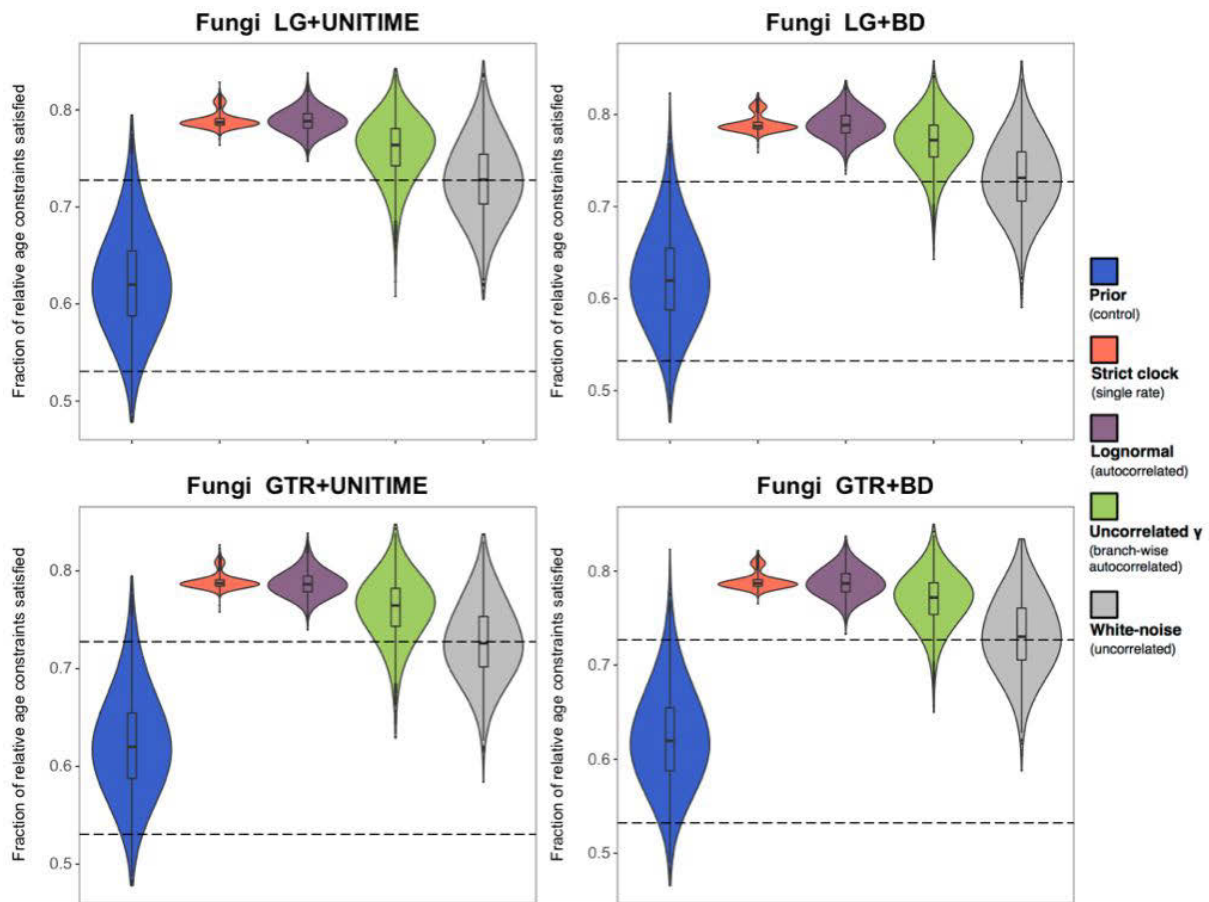 Fungi LG+UNITIME
Fraction of relative age constraints satisfied
0.8
0.7
0.6
0.5
Fungi LG+BD
Fraction of relative age constraints satisfied
0.8
0.7
0.6
0.5
Fungi GTR+UNITIME
Fraction of relative age constraints satisfied
0.8
0.7
0.6
0.5
Fungi GTR+BD
Fraction of relative age constraints satisfied
0.8
0.7
0.6
0.5
Prior
(control)
Strict clock
(single rate)
Lognormal
(autocorrelated)
Uncorrelated γ
(branch-wise
autocorrelated)
White-noise
(uncorrelated)